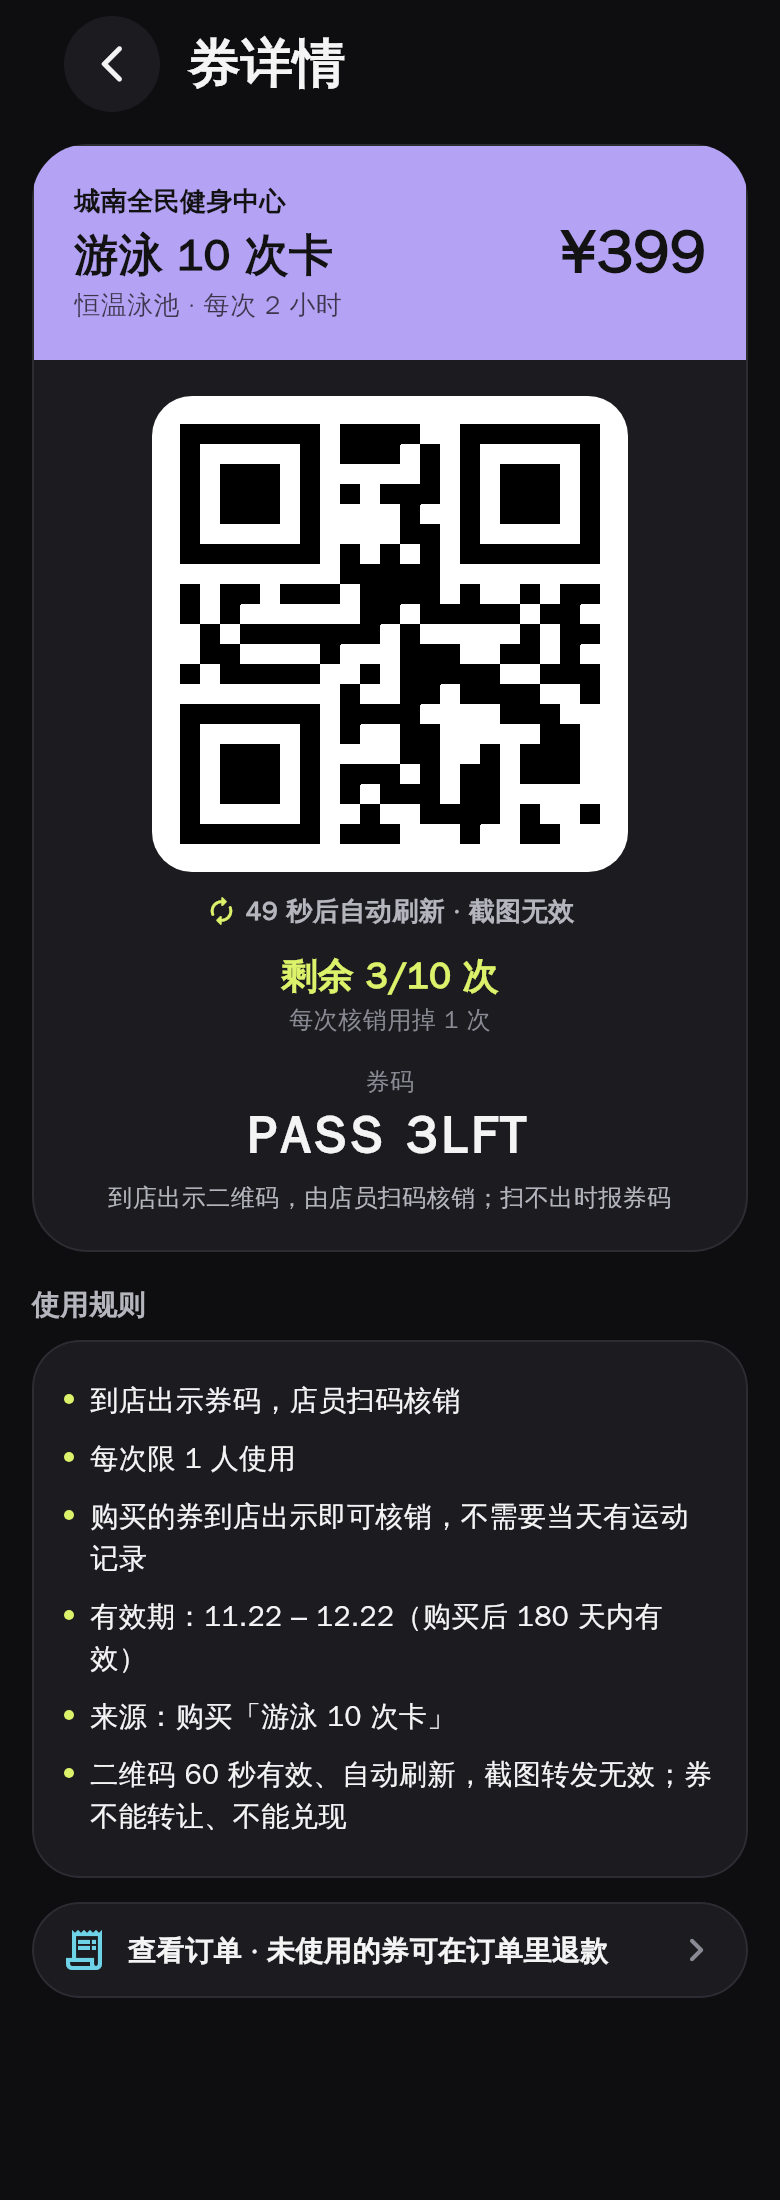 券详情
城南全民健身中心
游泳 10 次卡
¥399
恒温泳池 · 每次 2 小时
49 秒后自动刷新 · 截图无效
剩余 3/10 次
每次核销用掉 1 次
券码
PASS 3LFT
到店出示二维码，由店员扫码核销；扫不出时报券码
使用规则
到店出示券码，店员扫码核销
每次限 1 人使用
购买的券到店出示即可核销，不需要当天有运动
记录
有效期：11.22 – 12.22（购买后 180 天内有
效）
来源：购买「游泳 10 次卡」
二维码 60 秒有效、自动刷新，截图转发无效；券
不能转让、不能兑现
查看订单 · 未使用的券可在订单里退款